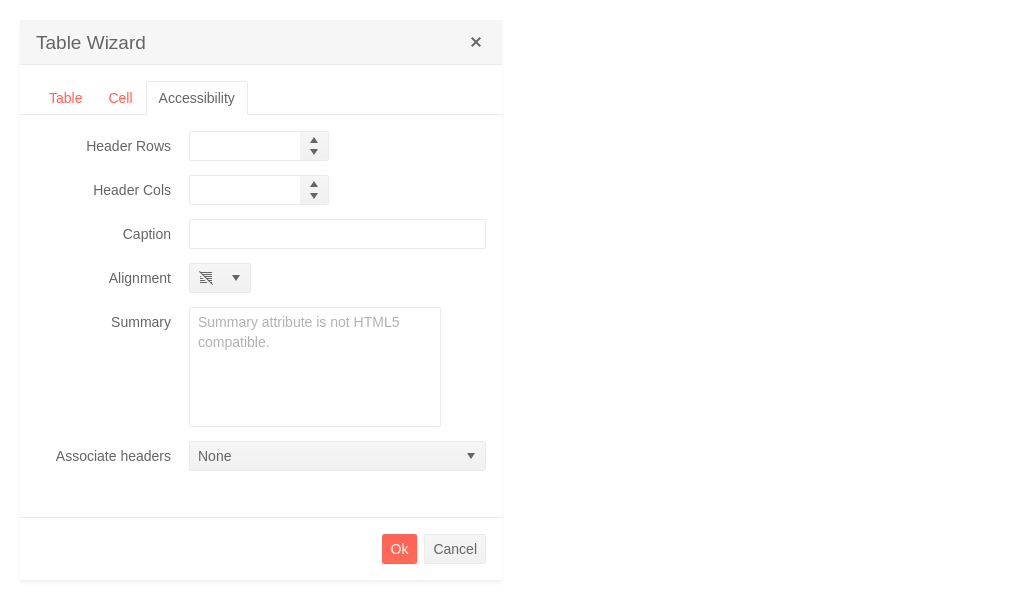 Table Wizard
Table Cell Accessibility
Header Rows
Header Cols
Caption
Alignment
Summary
Summary attribute is not HTML5
compatible.
Associate headers None
Ok Cancel